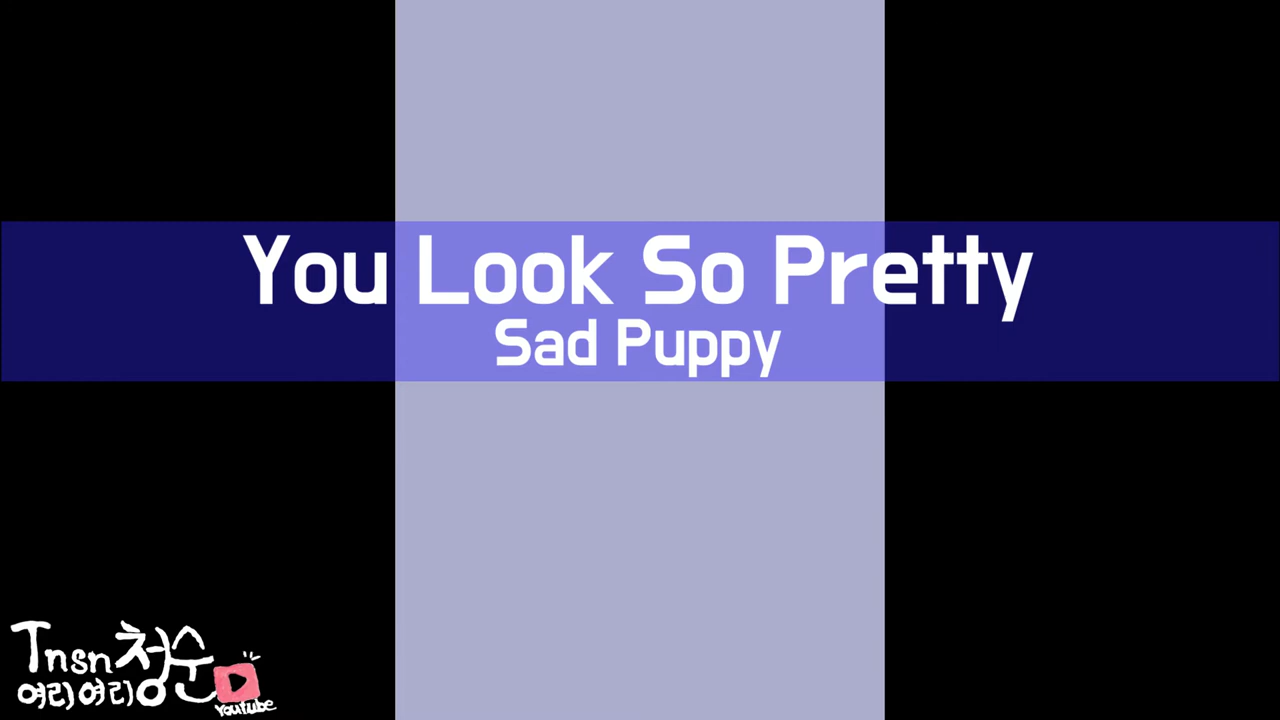 You Look So Pretty
Sad Puppy
Tnsn청순
여리여리
YouTube